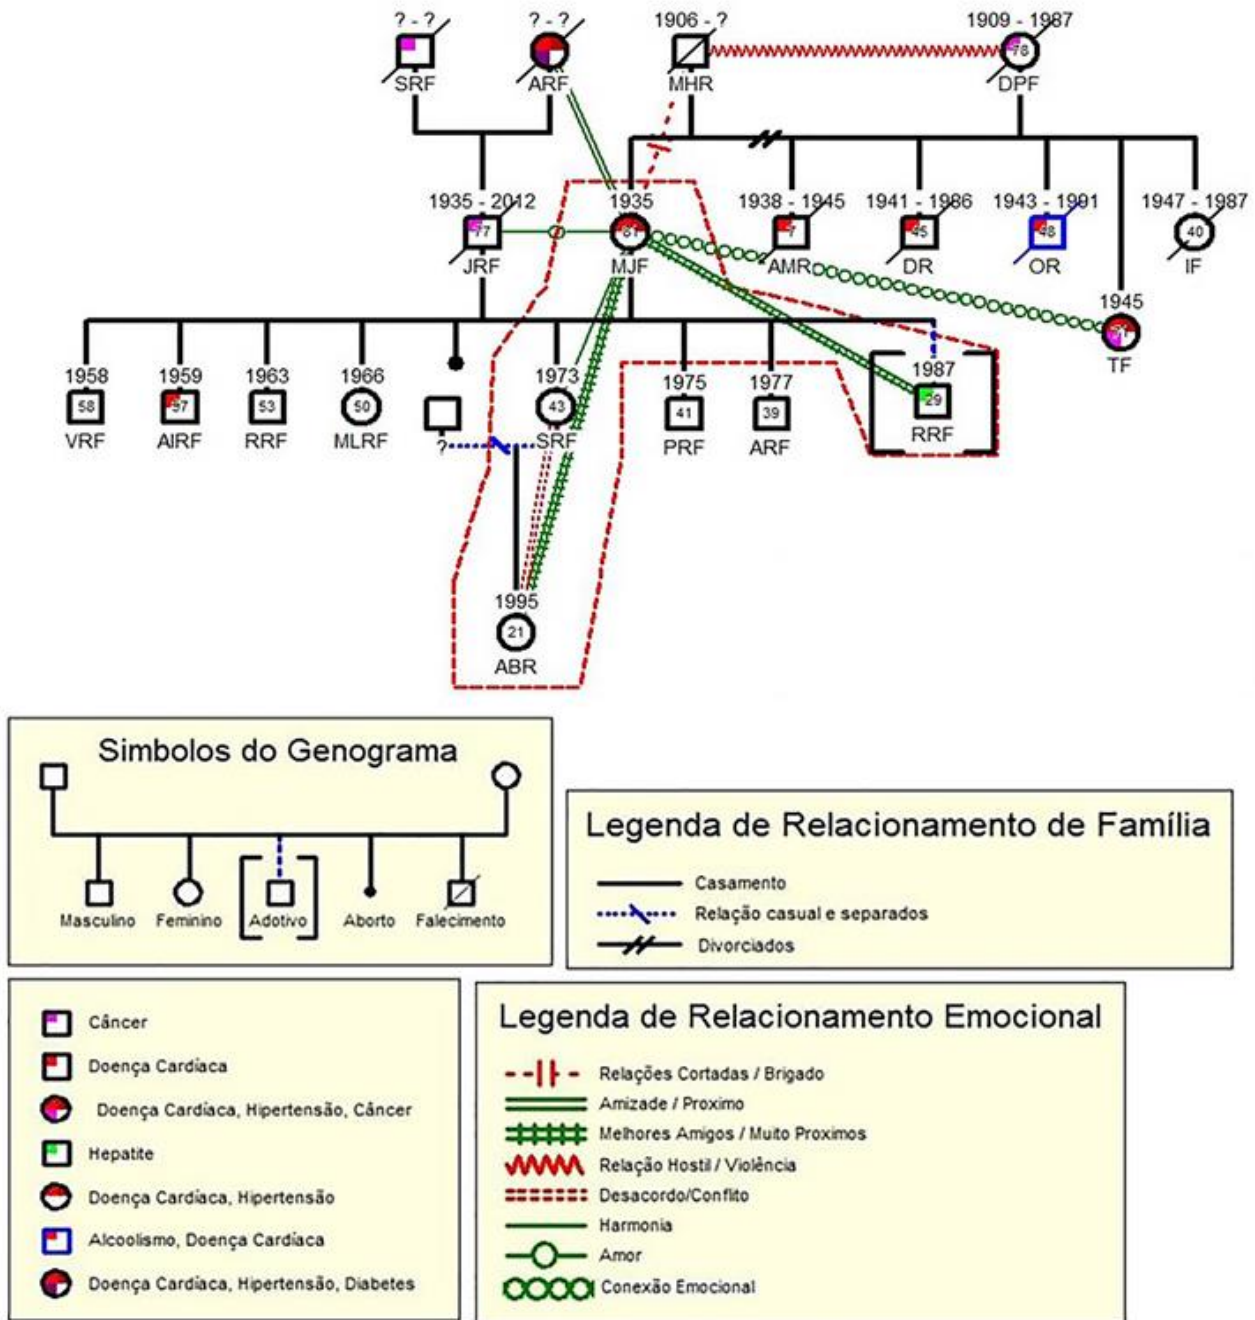 ? - ?
? - ?
1906 - ?
1909 - 1987
78
SRF
ARF
MHR
DPF
1935 - 2012
1935
1938 - 1945
1941 - 1986
1943 - 1991
1947 - 1987
77
81
7
45
48
40
JRF
MJF
AMR
DR
OR
IF
1945
71
TF
1958
1959
1963
1966
1973
1975
1977
1987
58
57
53
50
43
41
39
29
VRF
AIRF
RRF
MLRF
?
SRF
PRF
ARF
RRF
1995
21
ABR
Simbolos do Genograma
Masculino
Feminino
Adotivo
Aborto
Falecimento
Legenda de Relacionamento de Família
Casamento
Relação casual e separados
Divorciados
Câncer
Doença Cardíaca
Doença Cardíaca, Hipertensão, Câncer
Hepatite
Doença Cardíaca, Hipertensão
Alcoolismo, Doença Cardíaca
Doença Cardíaca, Hipertensão, Diabetes
Legenda de Relacionamento Emocional
Relações Cortadas / Brigado
Amizade / Proximo
Melhores Amigos / Muito Proximos
Relação Hostil / Violência
Desacordo/Conflito
Harmonia
Amor
Conexão Emocional